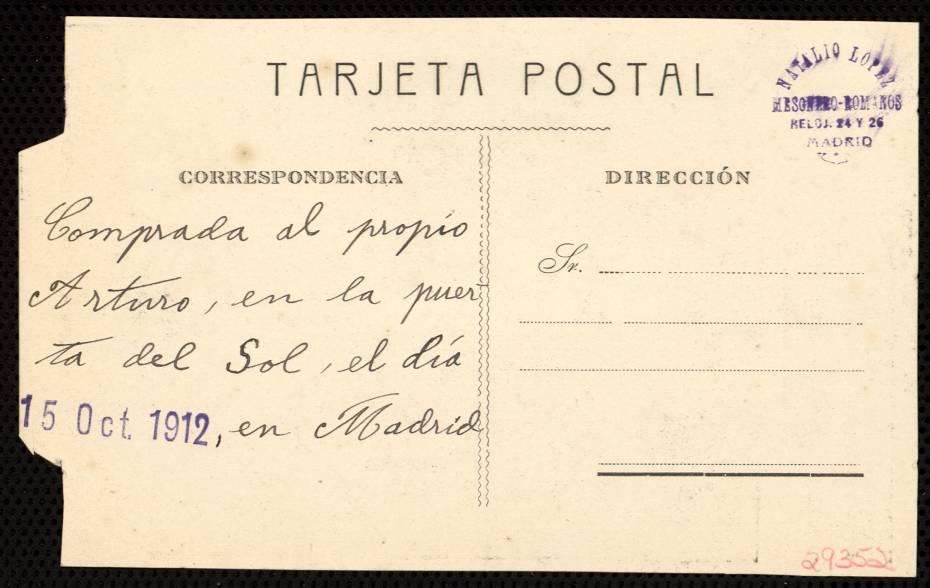 TARJETA POSTAL
NATALIO LOPEZ
MESONERO-ROMANOS
RELOJ. 24 Y 26
MADRID
CORRESPONDENCIA
Comprada al propio
Arturo, en la puer
ta del Sol, el día
15 Oct. 1912, en Madrid
DIRECCIÓN
Sr.
29352